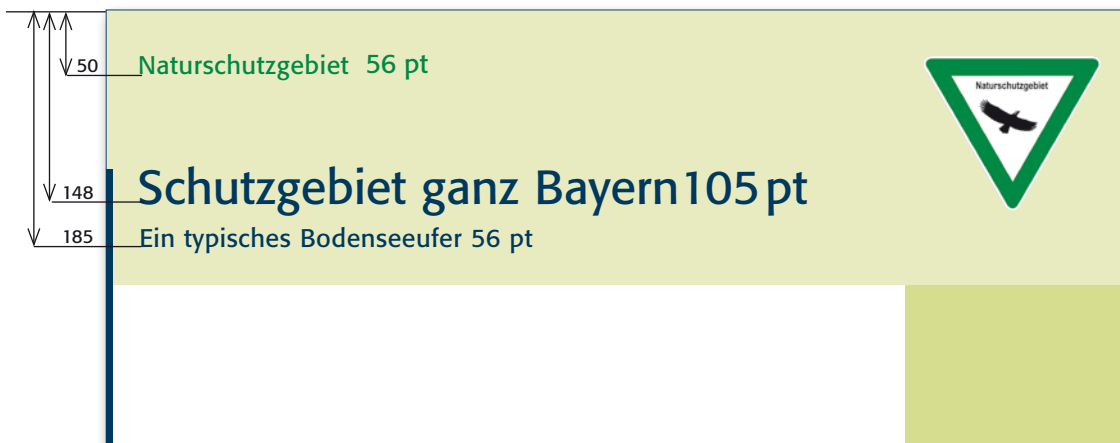 50 Naturschutzgebiet 56 pt
Naturschutzgebiet
148 Schutzgebiet ganz Bayern 105 pt
185 Ein typisches Bodenseeufer 56 pt